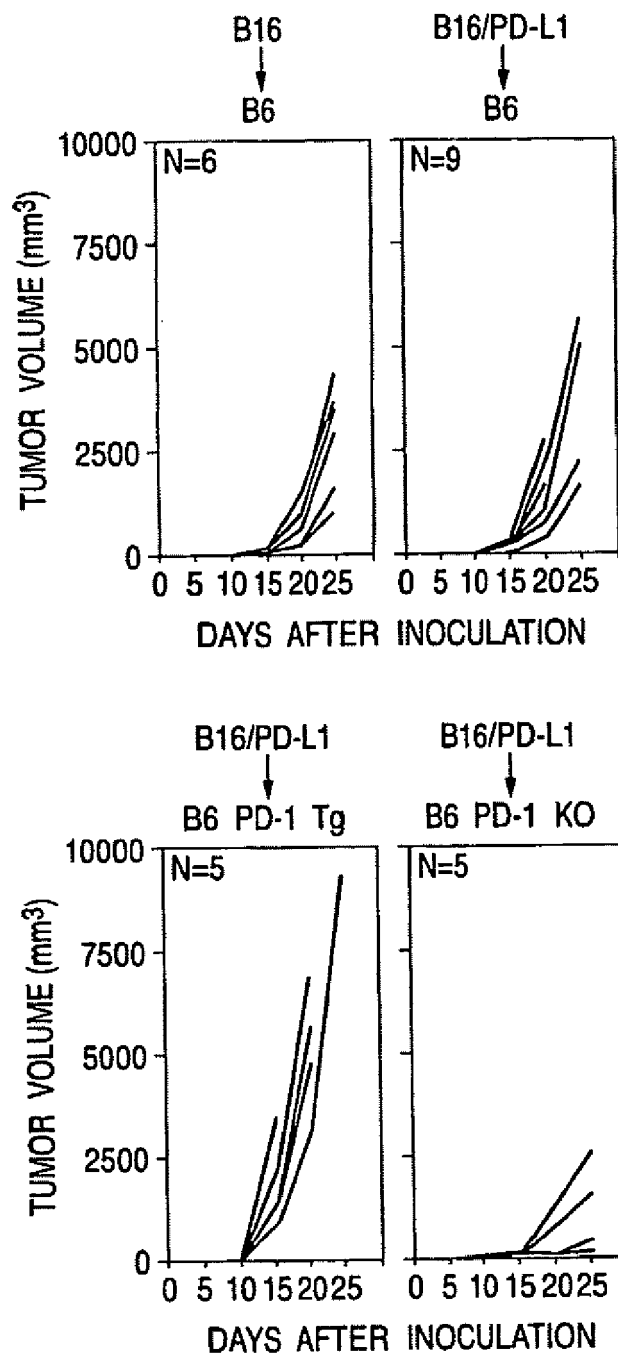 B16 B16/PD-L1
B6 B6
10000 N=6 N=9
7500
5000
2500
0
TUMOR VOLUME (mm³)
0 5 10 15 20 25 0 5 10 15 20 25
DAYS AFTER INOCULATION
B16/PD-L1 B16/PD-L1
B6 PD-1 Tg B6 PD-1 KO
10000 N=5 N=5
7500
5000
2500
0
TUMOR VOLUME (mm³)
0 5 10 15 20 25 0 5 10 15 20 25
DAYS AFTER INOCULATION